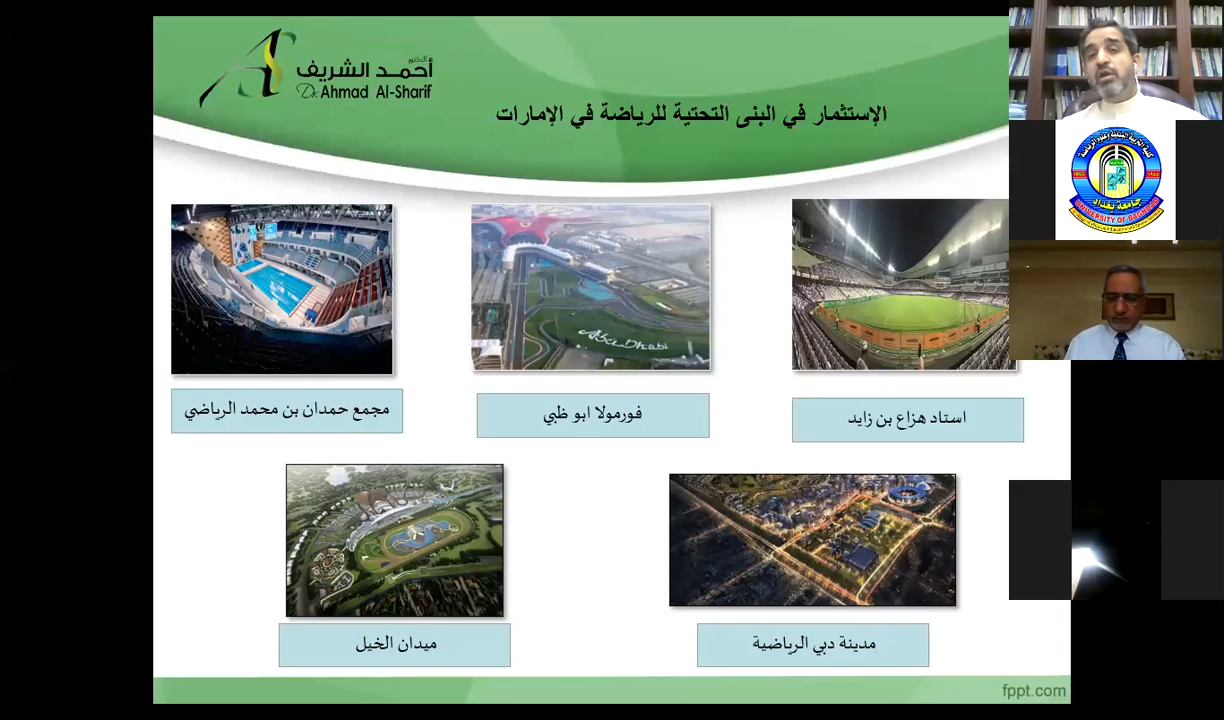 الدكتور
أحمد الشريف
Dr. Ahmad Al-Sharif
الإستثمار في البنى التحتية للرياضة في الإمارات
جامعة بغداد
UNIVERSITY OF BAGHDAD
Abu Dhabi
استاد هزاع بن زايد
فورمولا ابو ظبي
مجمع حمدان بن محمد الرياضي
مدينة دبي الرياضية
ميدان الخيل
fppt.com